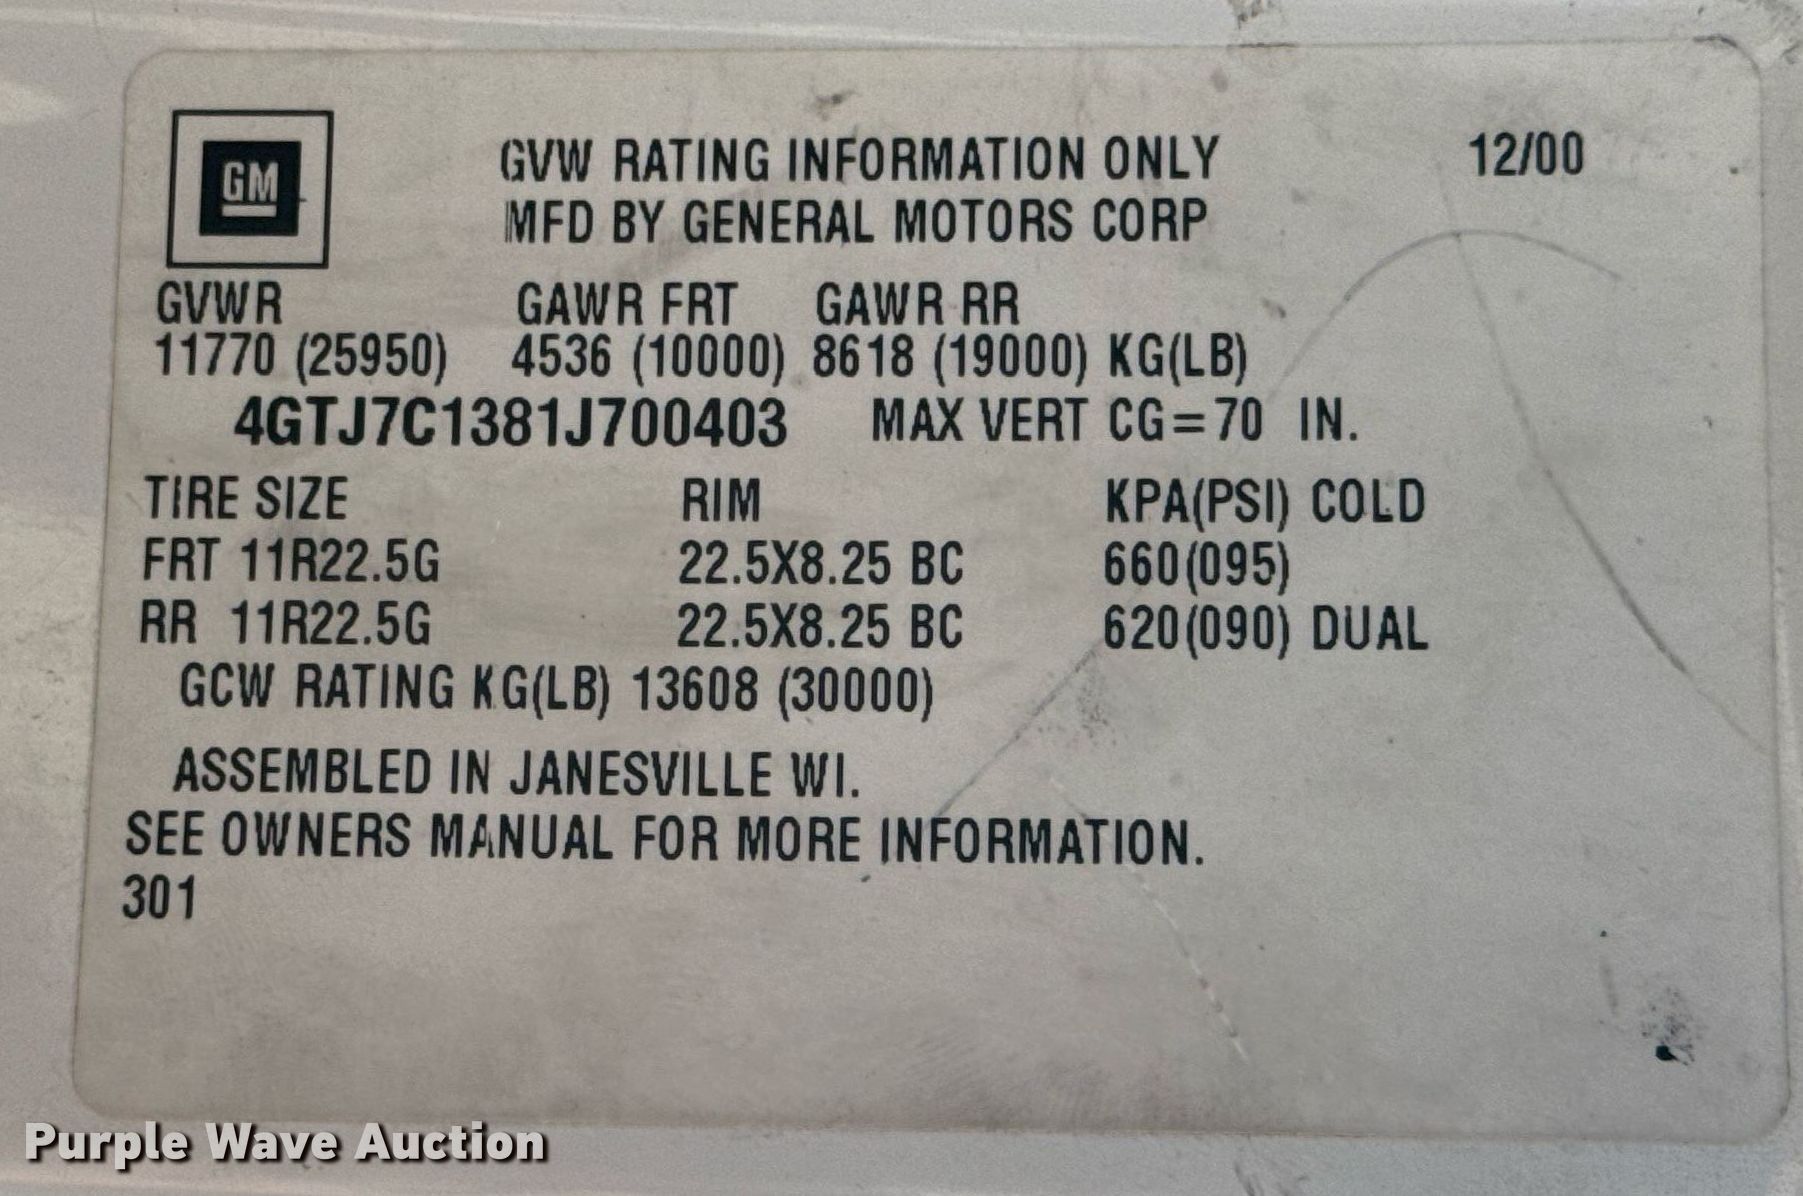 GM
GVW RATING INFORMATION ONLY 12/00
MFD BY GENERAL MOTORS CORP
GVWR GAWR FRT GAWR RR
11770 (25950) 4536 (10000) 8618 (19000) KG(LB)
4GTJ7C1381J700403 MAX VERT CG=70 IN.
TIRE SIZE RIM KPA(PSI) COLD
FRT 11R22.5G 22.5X8.25 BC 660(095)
RR 11R22.5G 22.5X8.25 BC 620(090) DUAL
GCW RATING KG(LB) 13608 (30000)
ASSEMBLED IN JANESVILLE WI.
SEE OWNERS MANUAL FOR MORE INFORMATION.
301
Purple Wave Auction